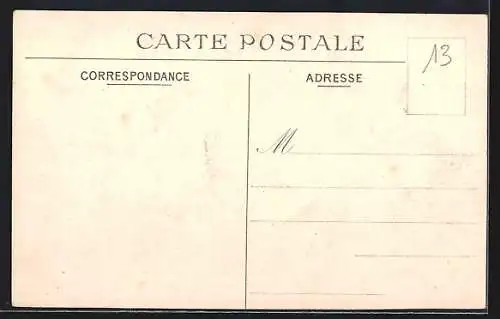 CARTE POSTALE
13
CORRESPONDANCE
ADRESSE
M